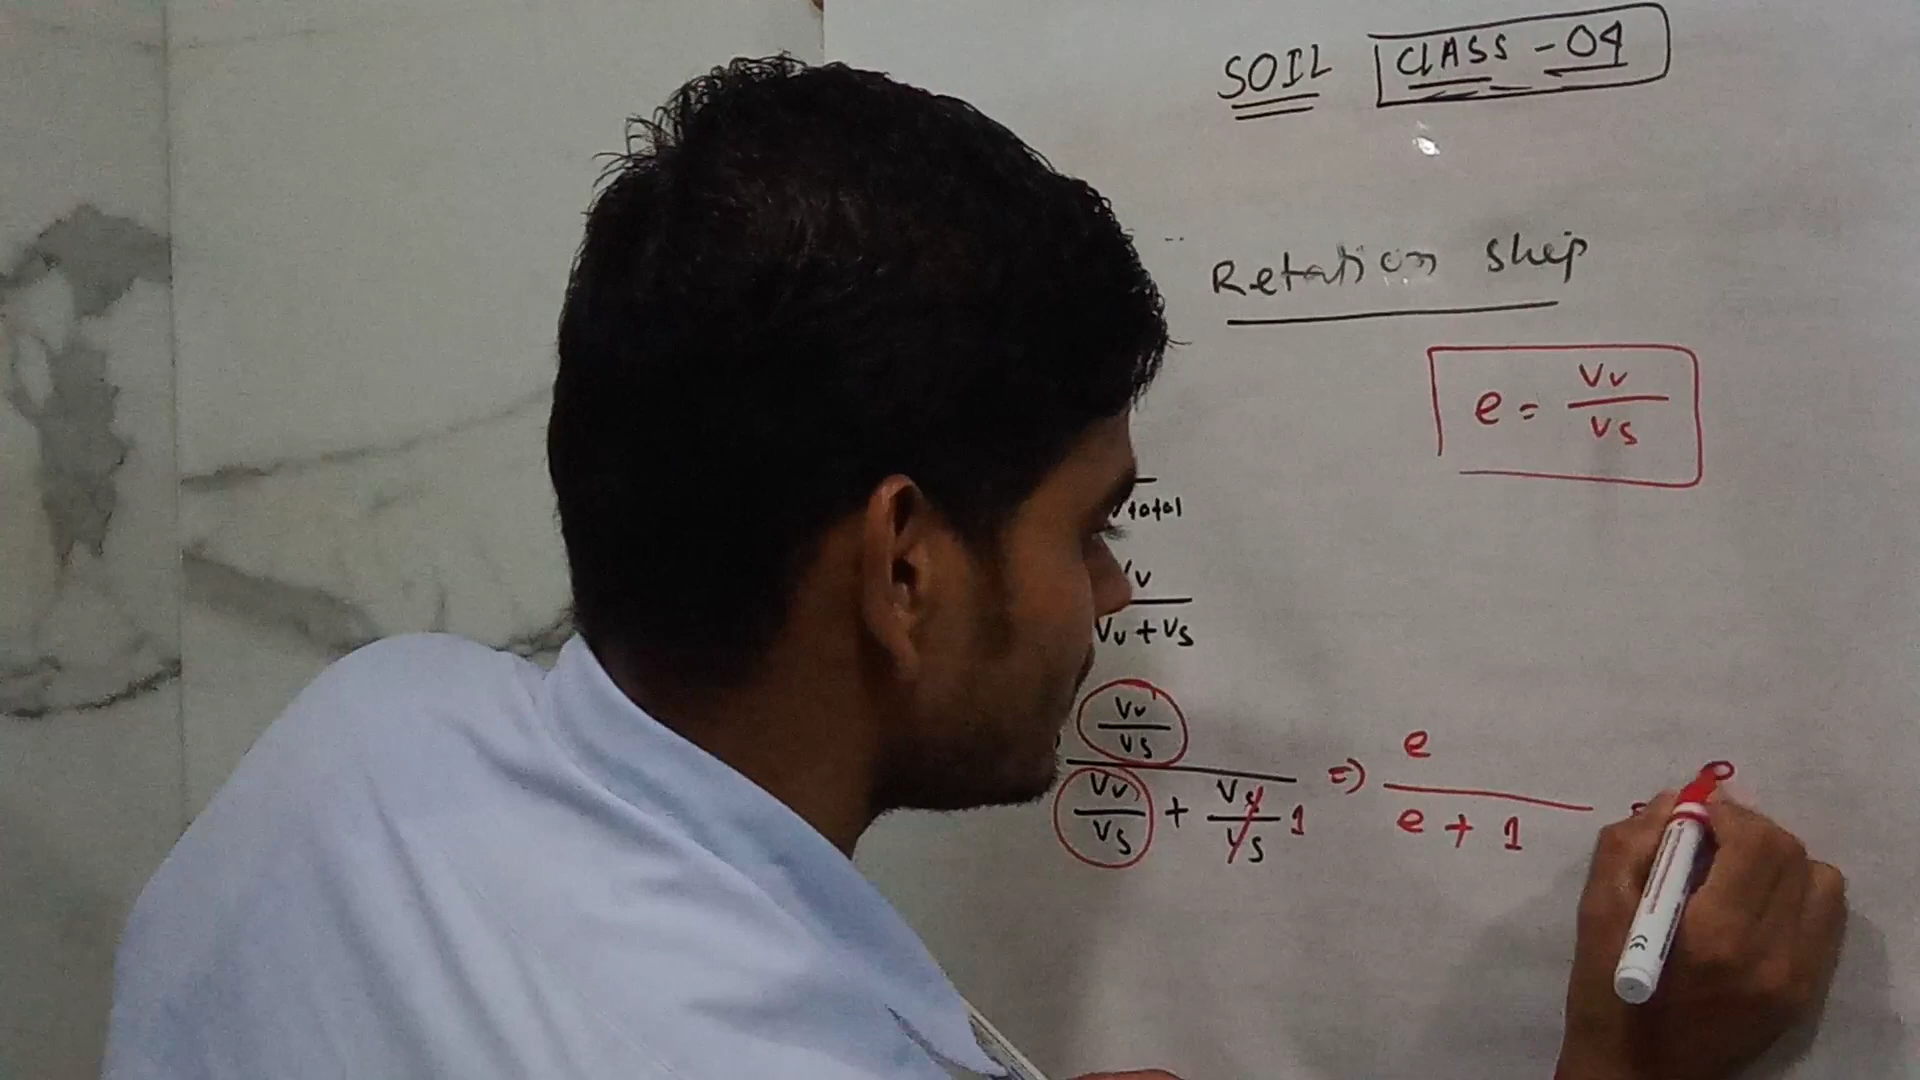 SOIL CLASS - 04
Relation ship
e = Vv / Vs
Vtotal
Vv / Vv + Vs
Vv / Vs / Vv / Vs + Vs / Vs 1 => e / e + 1 = e
CE